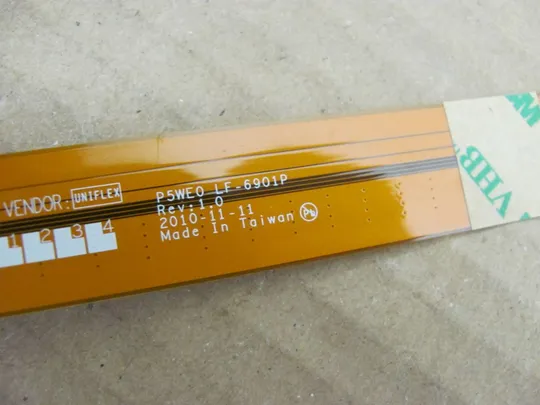 VENDOR: UNIFLEX
1 2 3 4
P5WE0 LF-6901P
Rev:1.0
2010-11-11
Made In Taiwan Pb
VHB